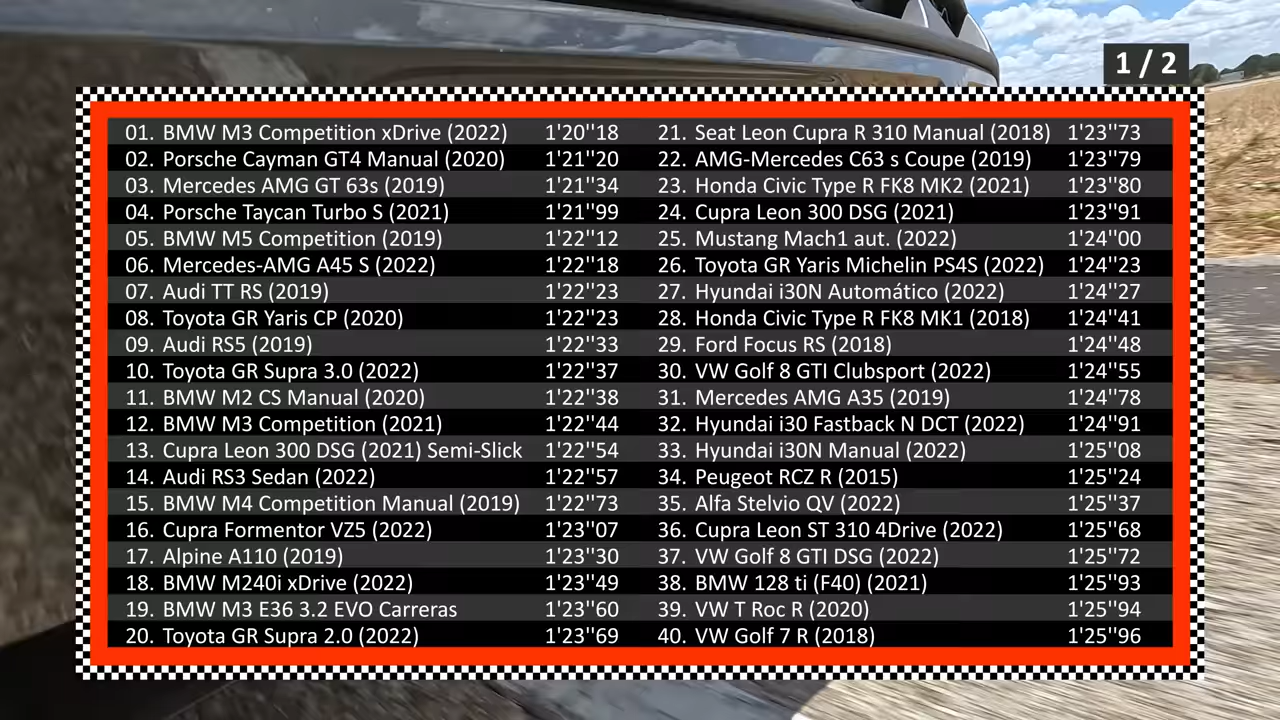 1 / 2
01. BMW M3 Competition xDrive (2022) 1'20''18
02. Porsche Cayman GT4 Manual (2020) 1'21''20
03. Mercedes AMG GT 63s (2019) 1'21''34
04. Porsche Taycan Turbo S (2021) 1'21''99
05. BMW M5 Competition (2019) 1'22''12
06. Mercedes-AMG A45 S (2022) 1'22''18
07. Audi TT RS (2019) 1'22''23
08. Toyota GR Yaris CP (2020) 1'22''23
09. Audi RS5 (2019) 1'22''33
10. Toyota GR Supra 3.0 (2022) 1'22''37
11. BMW M2 CS Manual (2020) 1'22''38
12. BMW M3 Competition (2021) 1'22''44
13. Cupra Leon 300 DSG (2021) Semi-Slick 1'22''54
14. Audi RS3 Sedan (2022) 1'22''57
15. BMW M4 Competition Manual (2019) 1'22''73
16. Cupra Formentor VZ5 (2022) 1'23''07
17. Alpine A110 (2019) 1'23''30
18. BMW M240i xDrive (2022) 1'23''49
19. BMW M3 E36 3.2 EVO Carreras 1'23''60
20. Toyota GR Supra 2.0 (2022) 1'23''69
21. Seat Leon Cupra R 310 Manual (2018) 1'23''73
22. AMG-Mercedes C63 s Coupe (2019) 1'23''79
23. Honda Civic Type R FK8 MK2 (2021) 1'23''80
24. Cupra Leon 300 DSG (2021) 1'23''91
25. Mustang Mach1 aut. (2022) 1'24''00
26. Toyota GR Yaris Michelin PS4S (2022) 1'24''23
27. Hyundai i30N Automático (2022) 1'24''27
28. Honda Civic Type R FK8 MK1 (2018) 1'24''41
29. Ford Focus RS (2018) 1'24''48
30. VW Golf 8 GTI Clubsport (2022) 1'24''55
31. Mercedes AMG A35 (2019) 1'24''78
32. Hyundai i30 Fastback N DCT (2022) 1'24''91
33. Hyundai i30N Manual (2022) 1'25''08
34. Peugeot RCZ R (2015) 1'25''24
35. Alfa Stelvio QV (2022) 1'25''37
36. Cupra Leon ST 310 4Drive (2022) 1'25''68
37. VW Golf 8 GTI DSG (2022) 1'25''72
38. BMW 128 ti (F40) (2021) 1'25''93
39. VW T Roc R (2020) 1'25''94
40. VW Golf 7 R (2018) 1'25''96